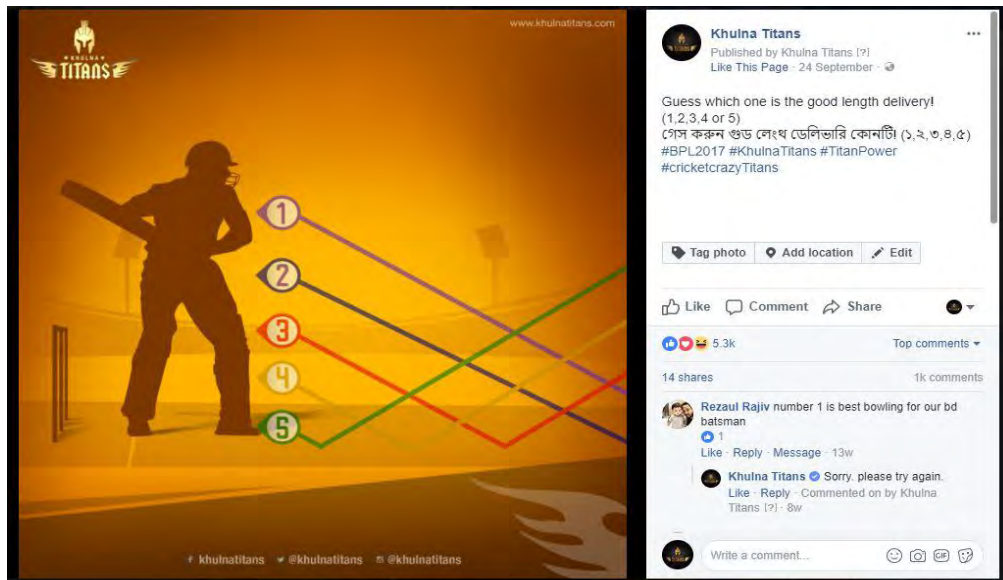 www.khulnatitans.com
KHULNA
TITANS
1
2
3
4
5
khulnatitans @khulnatitans @khulnatitans
Khulna Titans
Published by Khulna Titans [?]
Like This Page · 24 September ·
Guess which one is the good length delivery!
(1,2,3,4 or 5)
গেস করুন গুড লেংথ ডেলিভারি কোনটি! (১,২,৩,৪,৫)
#BPL2017 #KhulnaTitans #TitanPower
#cricketcrazyTitans
Tag photo Add location Edit
Like Comment Share
5.3k Top comments
14 shares 1k comments
Rezaul Rajiv number 1 is best bowling for our bd
batsman
1
Like · Reply · Message · 13w
Khulna Titans Sorry. please try again.
Like · Reply · Commented on by Khulna
Titans [?] · 8w
Write a comment...
GIF